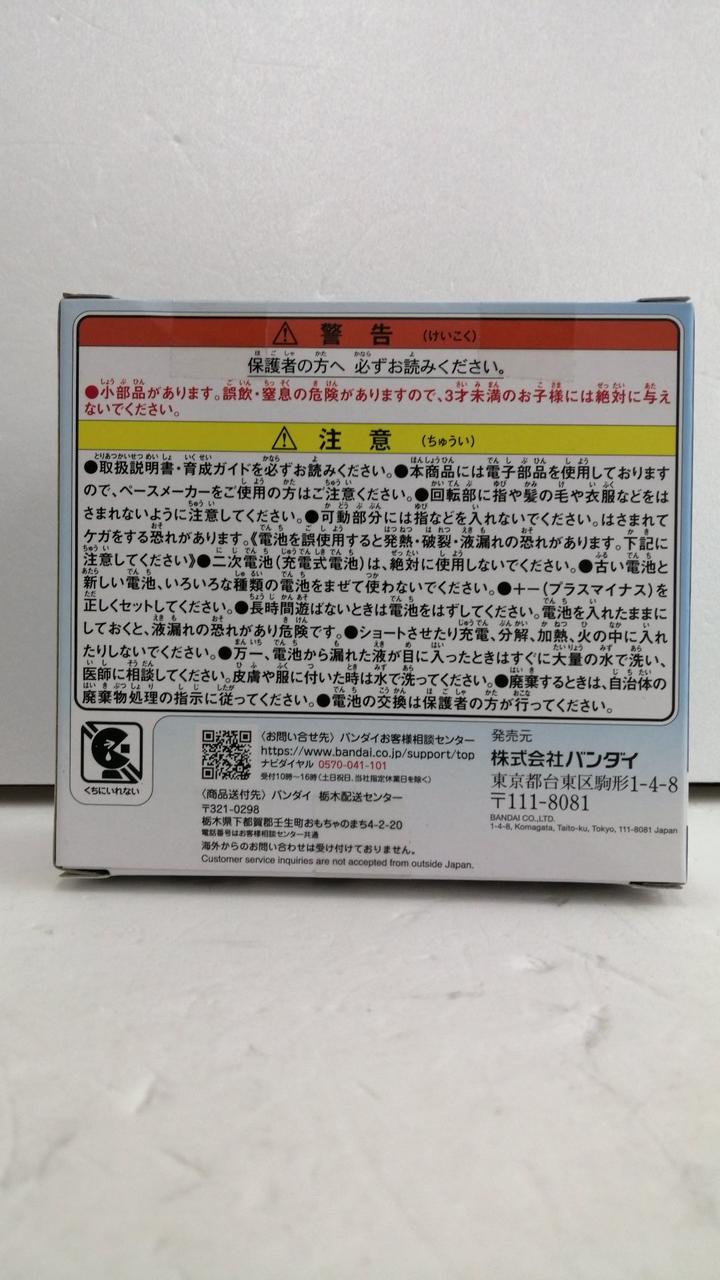 警告 (けいこく)
保護者の方へ 必ずお読みください。
●小部品があります。誤飲・窒息の危険がありますので、3才未満のお子様には絶対に与え
ないでください。
注意 (ちゅうい)
●取扱説明書・育成ガイドを必ずお読みください。●本商品には電子部品を使用しております
ので、ペースメーカーをご使用の方はご注意ください。●回転部に指や髪の毛や衣服などをは
さまれないように注意してください。●可動部分には指などを入れないでください。はさまれて
ケガをする恐れがあります。《電池を誤使用すると発熱・破裂・液漏れの恐れがあります。下記に
注意してください》●二次電池(充電式電池)は、絶対に使用しないでください。●古い電池と
新しい電池、いろいろな種類の電池をまぜて使わないでください。●+-(プラスマイナス)を
正しくセットしてください。●長時間遊ばないときは電池をはずしてください。電池を入れたままに
しておくと、液漏れの恐れがあり危険です。●ショートさせたり充電、分解、加熱、火の中に入れ
たりしないでください。●万一、電池から漏れた液が目に入ったときはすぐに大量の水で洗い、
医師に相談してください。皮膚や服に付いた時は水で洗ってください。●廃棄するときは、自治体の
廃棄物処理の指示に従ってください。●電池の交換は保護者の方が行ってください。
くちにいれない
〈お問い合せ先〉バンダイお客様相談センター
https://www.bandai.co.jp/support/top
ナビダイヤル 0570-041-101
受付10時〜16時(土日祝日、当社指定休業日を除く)
〈商品送付先〉バンダイ 栃木配送センター
〒321-0298
栃木県下都賀郡壬生町おもちゃのまち4-2-20
電話番号はお客様相談センター共通
海外からのお問い合わせは受け付けておりません。
Customer service inquiries are not accepted from outside Japan.
発売元
株式会社バンダイ
東京都台東区駒形1-4-8
〒111-8081
BANDAI CO.,LTD.
1-4-8, Komagata, Taito-ku, Tokyo, 111-8081 Japan